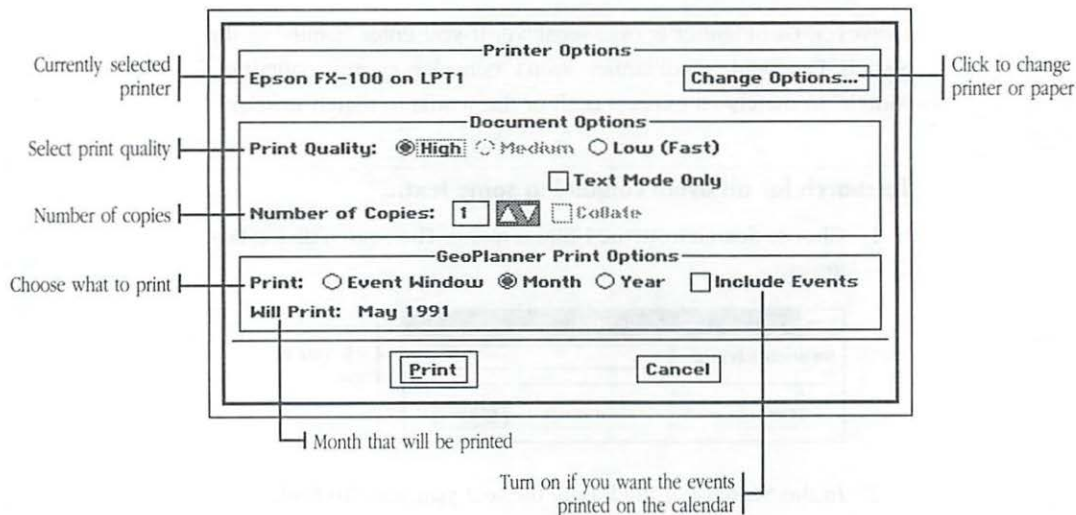 Printer Options
Currently selected
printer
Epson FX-100 on LPT1
Change Options...
Click to change
printer or paper
Document Options
Select print quality
Print Quality: High Medium Low (Fast)
Text Mode Only
Number of copies
Number of Copies: 1 Collate
GeoPlanner Print Options
Choose what to print
Print: Event Window Month Year Include Events
Will Print: May 1991
Print
Cancel
Month that will be printed
Turn on if you want the events
printed on the calendar